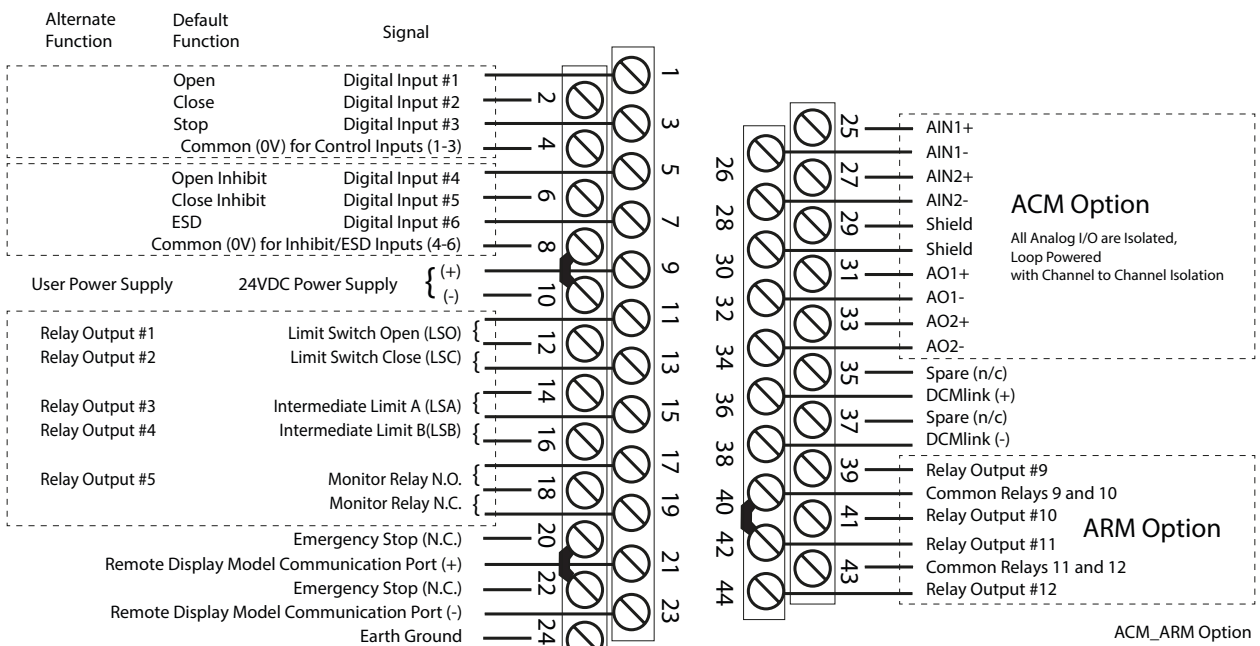 Alternate Function
Default Function
Signal
Open Digital Input #1 1
Close Digital Input #2 2
Stop Digital Input #3 3
Common (0V) for Control Inputs (1-3) 4
Open Inhibit Digital Input #4 5
Close Inhibit Digital Input #5 6
ESD Digital Input #6 7
Common (0V) for Inhibit/ESD Inputs (4-6) 8
User Power Supply 24VDC Power Supply { (+) 9
(-) 10
11
Relay Output #1 Limit Switch Open (LSO) { 12
Relay Output #2 Limit Switch Close (LSC) { 13
14
Relay Output #3 Intermediate Limit A (LSA) { 15
Relay Output #4 Intermediate Limit B(LSB) { 16
17
Relay Output #5 Monitor Relay N.O. { 18
Monitor Relay N.C. { 19
Emergency Stop (N.C.) 20
Remote Display Model Communication Port (+) 21
Emergency Stop (N.C.) 22
Remote Display Model Communication Port (-) 23
Earth Ground 24
25 AIN1+
26 AIN1-
27 AIN2+
28 AIN2-
29 Shield
30 Shield
31 AO1+
32 AO1-
33 AO2+
34 AO2-
ACM Option
All Analog I/O are Isolated,
Loop Powered
with Channel to Channel Isolation
35 Spare (n/c)
36 DCMlink (+)
37 Spare (n/c)
38 DCMlink (-)
39 Relay Output #9
40 Common Relays 9 and 10
41 Relay Output #10
42 Relay Output #11
43 Common Relays 11 and 12
44 Relay Output #12
ARM Option
ACM_ARM Option